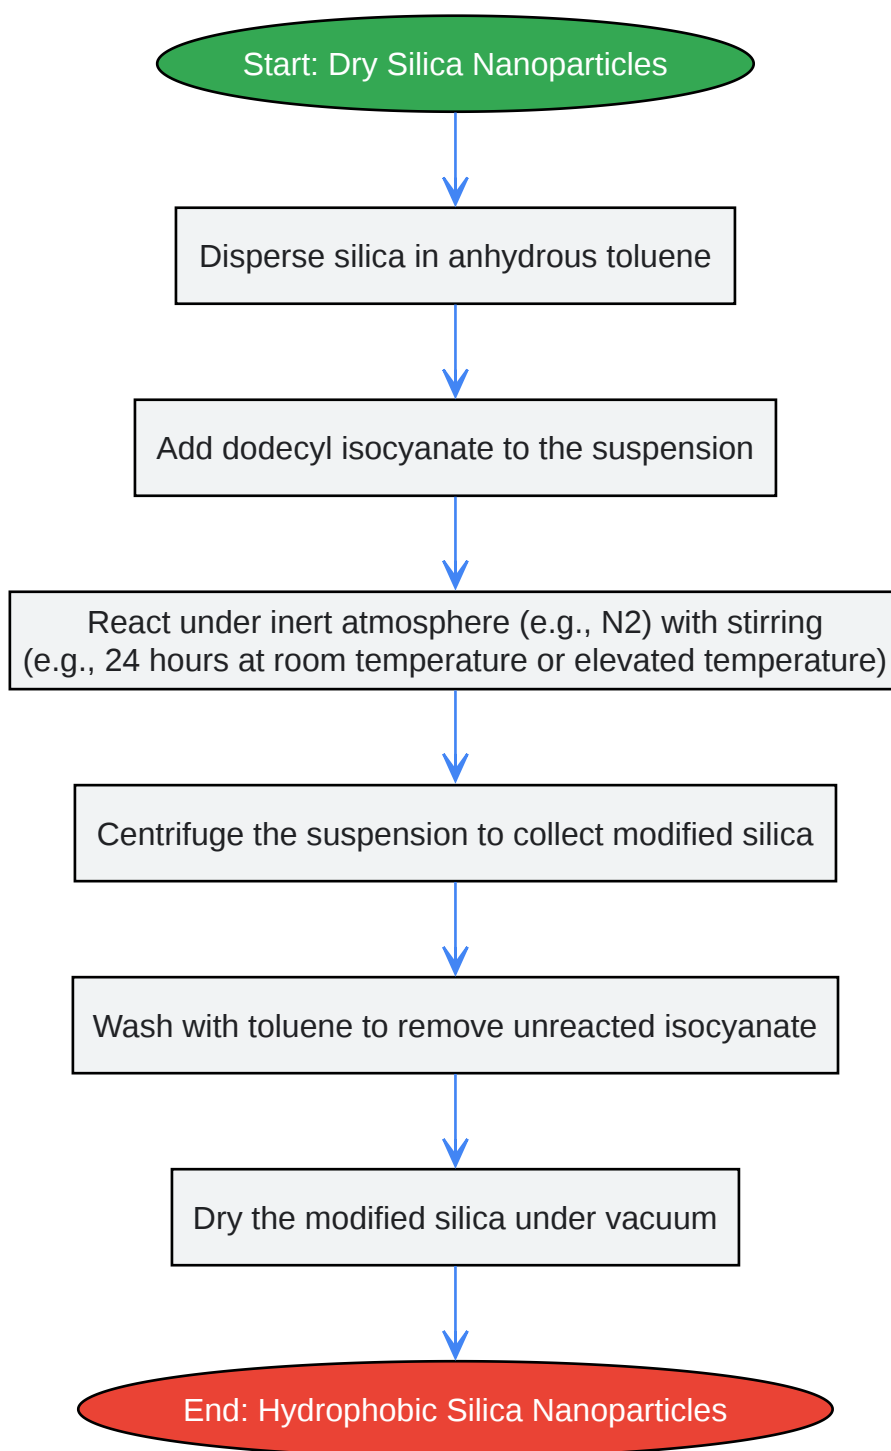 Start: Dry Silica Nanoparticles
Disperse silica in anhydrous toluene
Add dodecyl isocyanate to the suspension
React under inert atmosphere (e.g., N2) with stirring
(e.g., 24 hours at room temperature or elevated temperature)
Centrifuge the suspension to collect modified silica
Wash with toluene to remove unreacted isocyanate
Dry the modified silica under vacuum
End: Hydrophobic Silica Nanoparticles